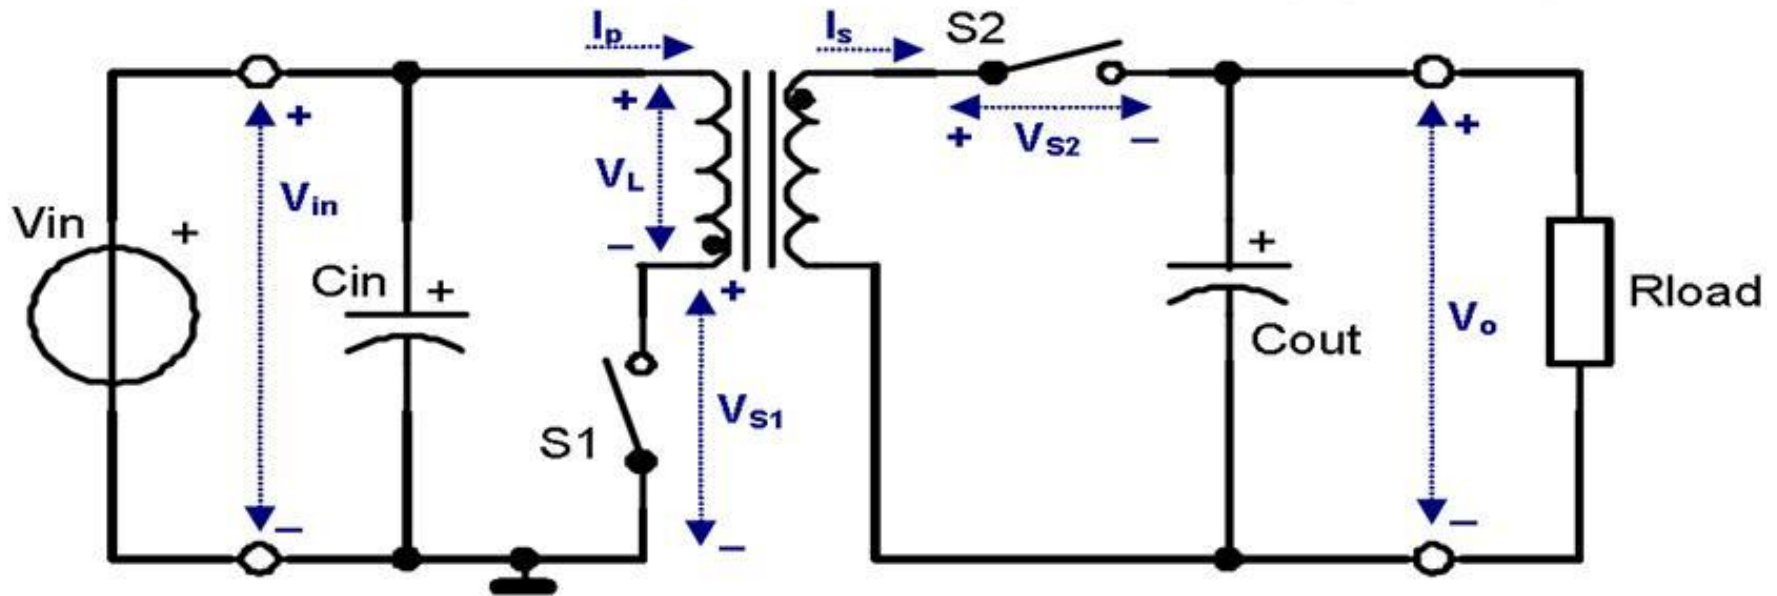 Ip
Is
S2
+
+
+
+
+
VS2
−
VL
Vin
Vin
+
−
+
Cin
+
+
Vo
Rload
Cout
VS1
S1
−
−
−